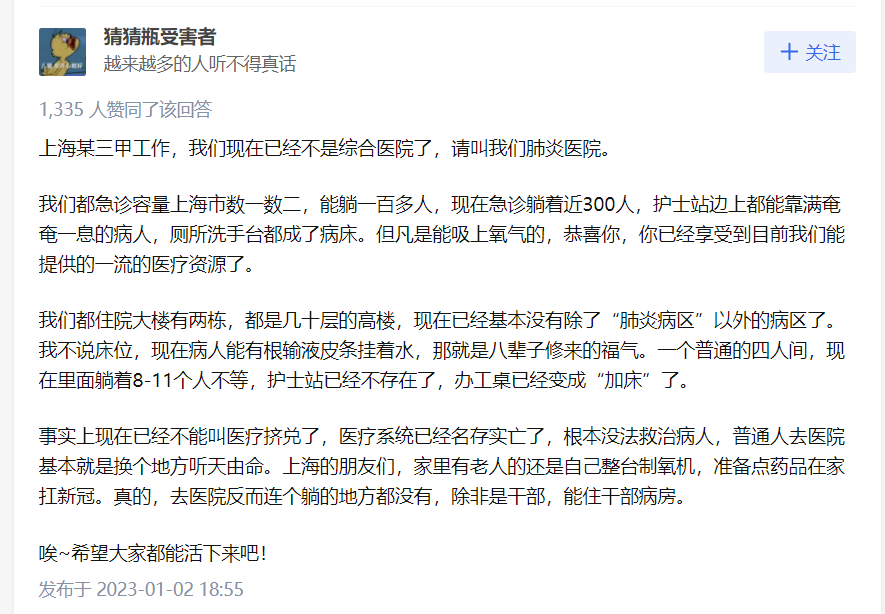 猜猜瓶受害者
越来越多的人听不得真话
+ 关注
1,335 人赞同了该回答
上海某三甲工作，我们现在已经不是综合医院了，请叫我们肺炎医院。
我们都急诊容量上海市数一数二，能躺一百多人，现在急诊躺着近300人，护士站边上都能靠满奄
奄一息的病人，厕所洗手台都成了病床。但凡是能吸上氧气的，恭喜你，你已经享受到目前我们能
提供的一流的医疗资源了。
我们都住院大楼有两栋，都是几十层的高楼，现在已经基本没有除了“肺炎病区”以外的病区了。
我不说床位，现在病人能有根输液皮条挂着水，那就是八辈子修来的福气。一个普通的四人间，现
在里面躺着8-11个人不等，护士站已经不存在了，办工桌已经变成“加床”了。
事实上现在已经不能叫医疗挤兑了，医疗系统已经名存实亡了，根本没法救治病人，普通人去医院
基本就是换个地方听天由命。上海的朋友们，家里有老人的还是自己整台制氧机，准备点药品在家
扛新冠。真的，去医院反而连个躺的地方都没有，除非是干部，能住干部病房。
唉~希望大家都能活下来吧！
发布于 2023-01-02 18:55